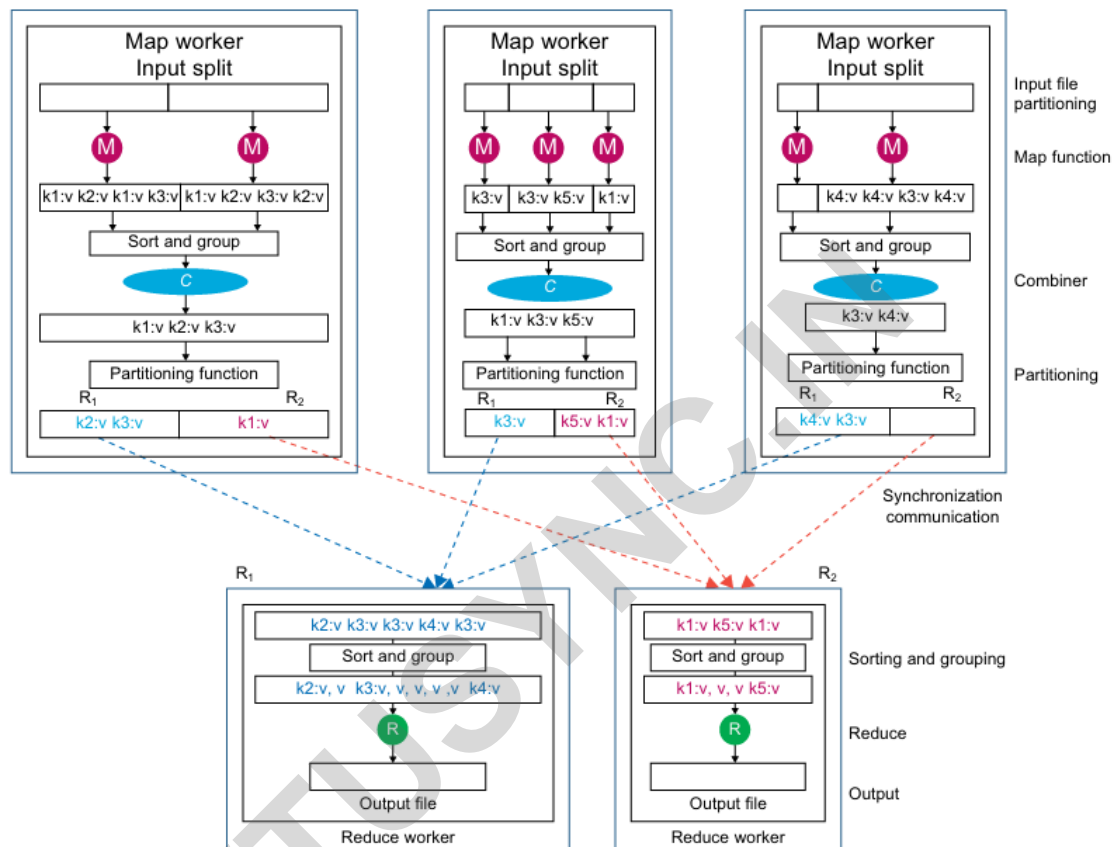 Map worker
Input split
M M
k1:v k2:v k1:v k3:v k1:v k2:v k3:v k2:v
Sort and group
C
k1:v k2:v k3:v
Partitioning function
R1 R2
k2:v k3:v k1:v
Map worker
Input split
M M M
k3:v k3:v k5:v k1:v
Sort and group
C
k1:v k3:v k5:v
Partitioning function
R1 R2
k3:v k5:v k1:v
Map worker
Input split
M M
k4:v k4:v k3:v k4:v
Sort and group
C
k3:v k4:v
Partitioning function
R1 R2
k4:v k3:v
Input file
partitioning
Map function
Combiner
Partitioning
Synchronization
communication
R1
k2:v k3:v k3:v k4:v k3:v
Sort and group
k2:v, v k3:v, v, v, v ,v k4:v
R
Output file
Reduce worker
R2
k1:v k5:v k1:v
Sort and group
k1:v, v, v k5:v
R
Output file
Reduce worker
Sorting and grouping
Reduce
Output
TUSYNC.IN